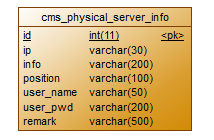 cms_physical_server_info
id int(11) <pk>
ip varchar(30)
info varchar(200)
position varchar(100)
user_name varchar(50)
user_pwd varchar(200)
remark varchar(500)